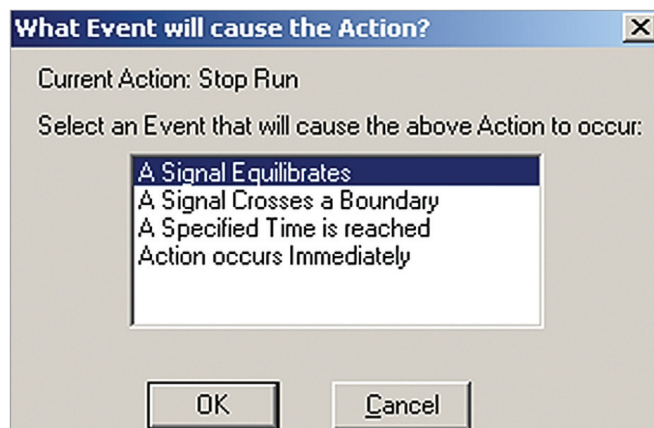 What Event will cause the Action?
Current Action: Stop Run
Select an Event that will cause the above Action to occur:
A Signal Equilibrates
A Signal Crosses a Boundary
A Specified Time is reached
Action occurs Immediately
OK Cancel